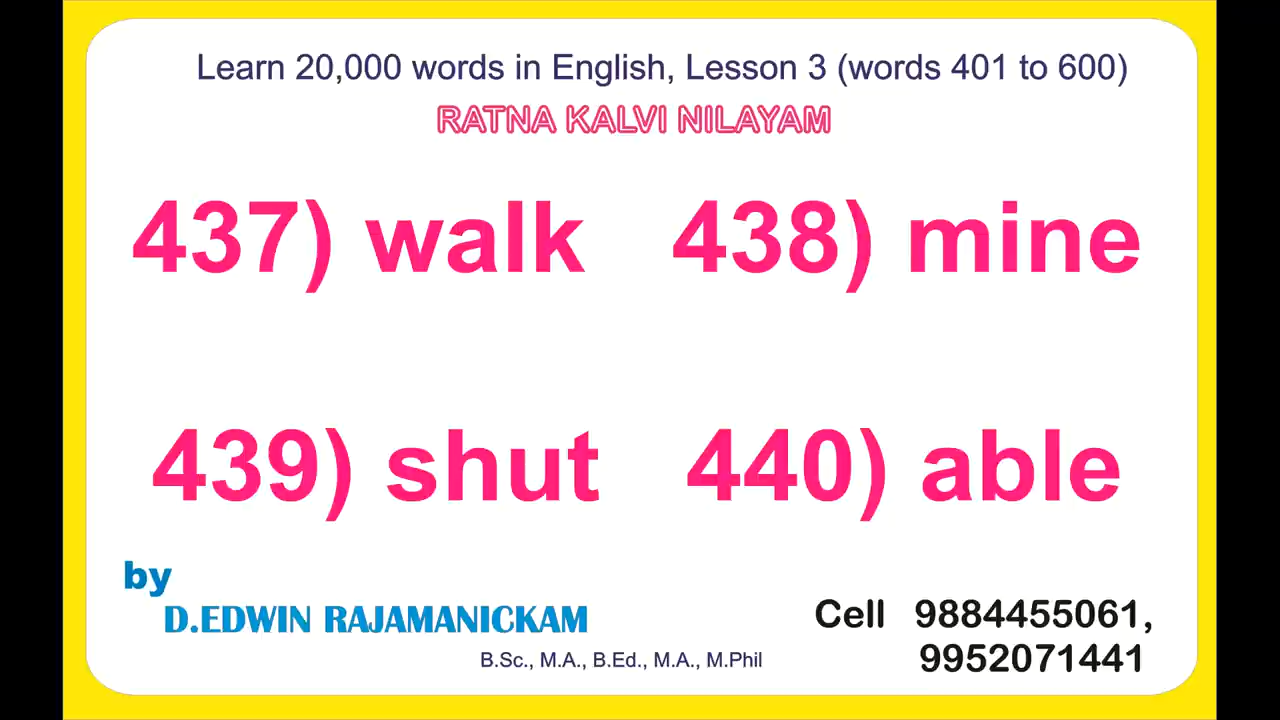 Learn 20,000 words in English, Lesson 3 (words 401 to 600)
RATNA KALVI NILAYAM
437) walk 438) mine
439) shut 440) able
by
D.EDWIN RAJAMANICKAM
B.Sc., M.A., B.Ed., M.A., M.Phil
Cell 9884455061,
9952071441